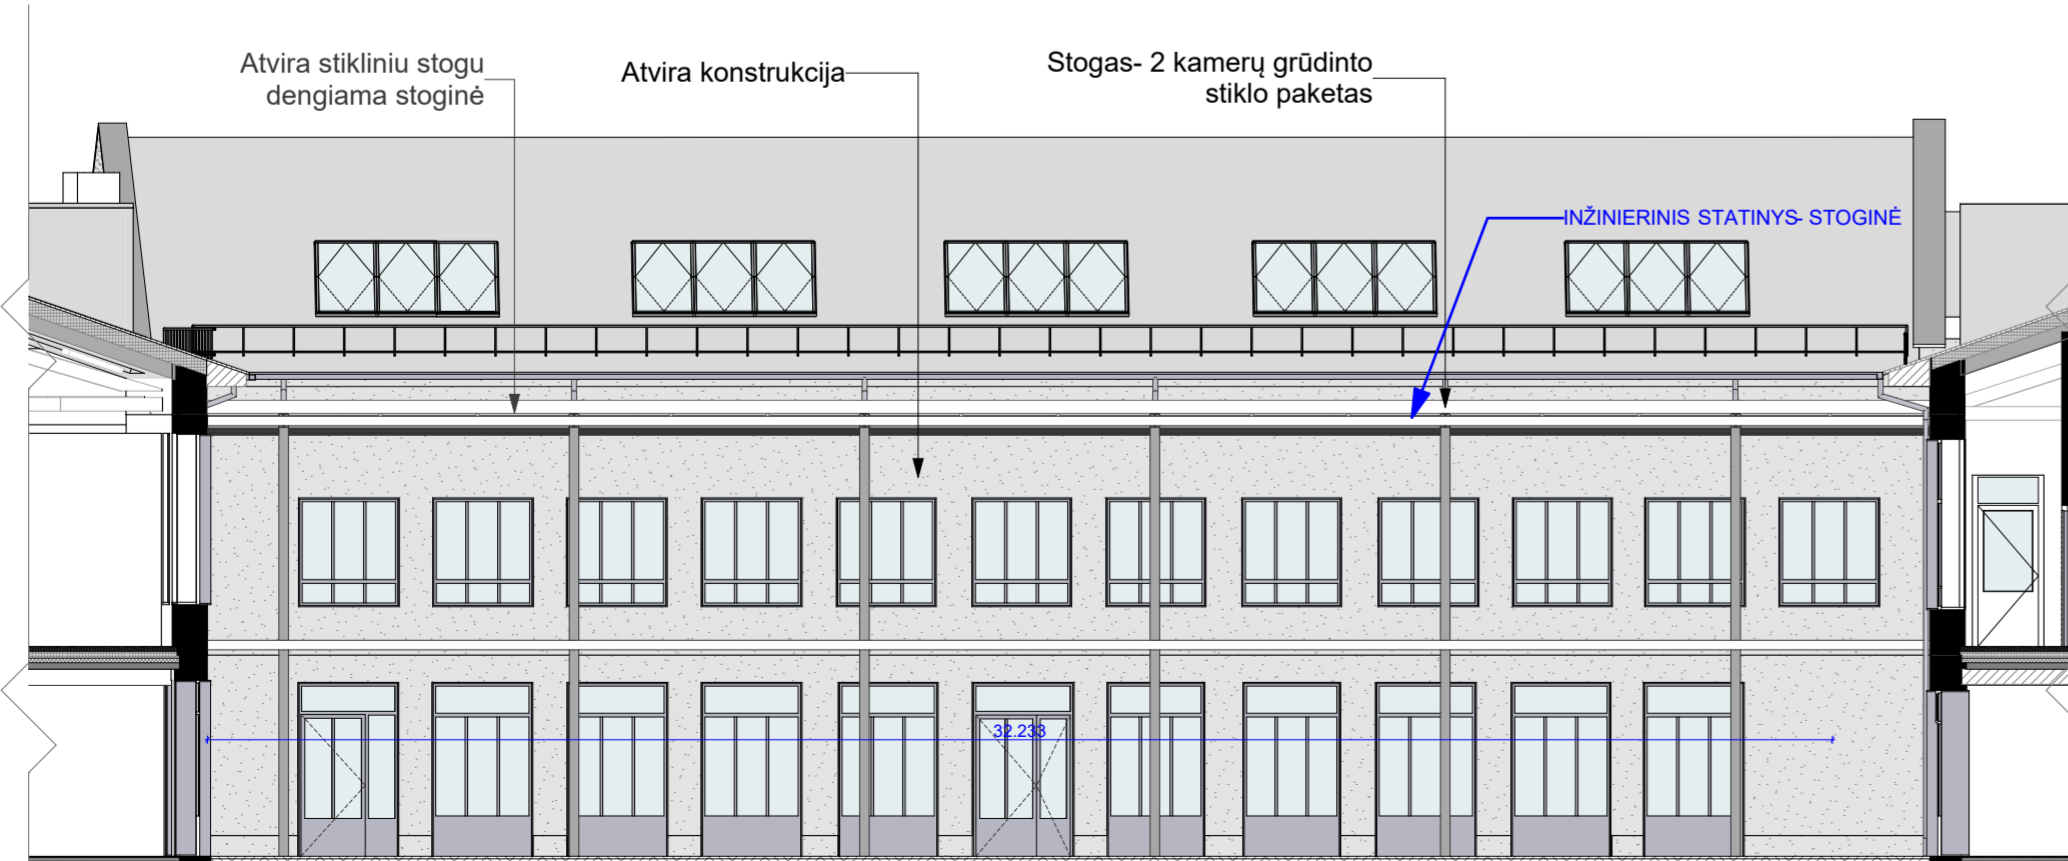 Atvira stikliniu stogu
dengiama stoginė
Atvira konstrukcija
Stogas- 2 kamerų grūdinto
stiklo paketas
INŽINIERINIS STATINYS- STOGINĖ
32.233